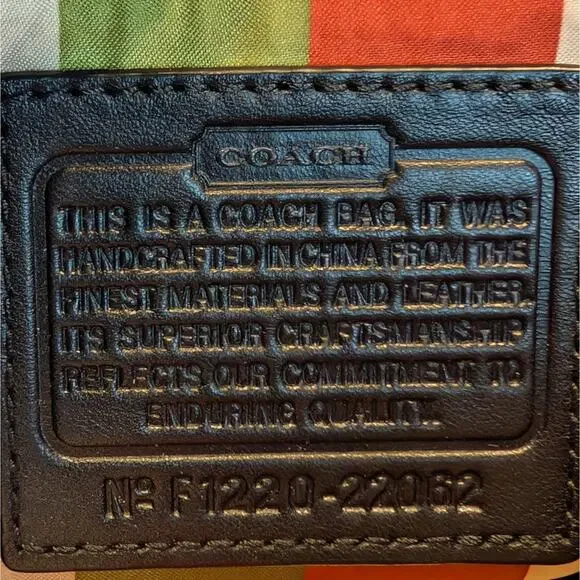 COACH
THIS IS A COACH BAG. IT WAS
HANDCRAFTED IN CHINA FROM THE
FINEST MATERIALS AND LEATHER.
ITS SUPERIOR CRAFTSMANSHIP
REFLECTS OUR COMMITMENT TO
ENDURING QUALITY.
Nº F1220-22062